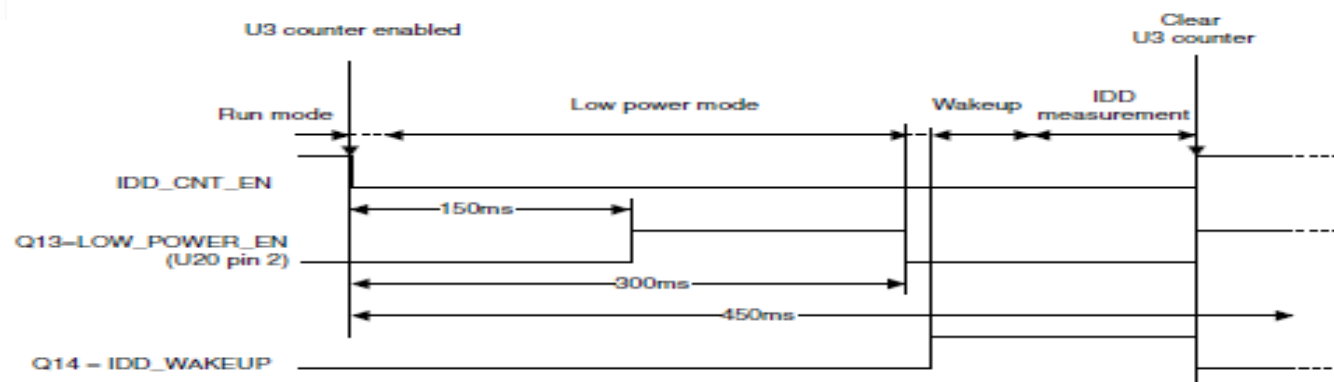 U3 counter enabled
Clear
U3 counter
Run mode
Low power mode
Wakeup
IDD
measurement
IDD_CNT_EN
150ms
Q13–LOW_POWER_EN
(U20 pin 2)
300ms
450ms
Q14 – IDD_WAKEUP